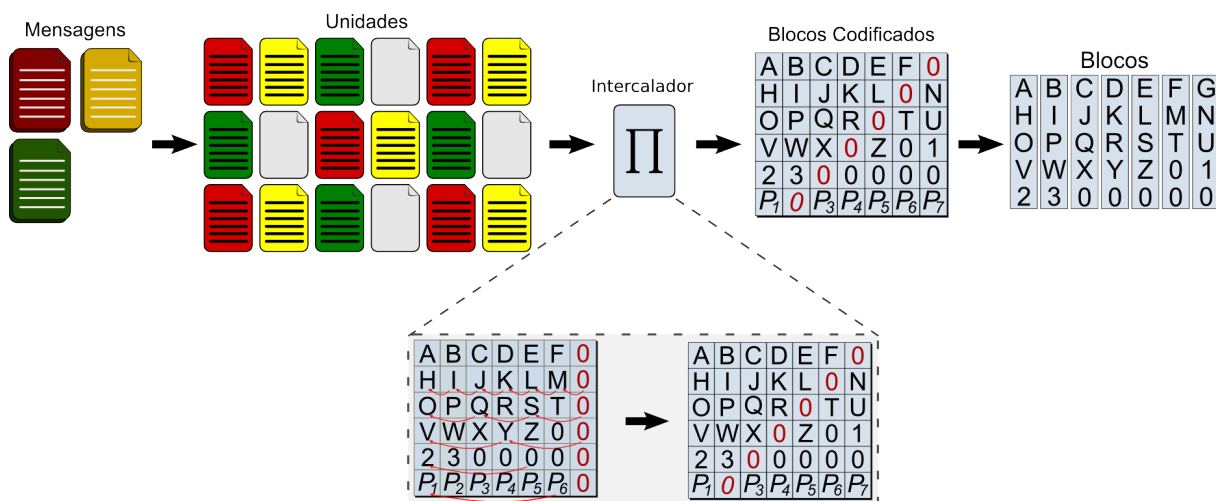 Mensagens
Unidades
Intercalador
∏
Blocos Codificados
A B C D E F 0
H I J K L 0 N
O P Q R 0 T U
V W X 0 Z 0 1
2 3 0 0 0 0 0
P1 0 P3 P4 P5 P6 P7
Blocos
A B C D E F G
H I J K L M N
O P Q R S T U
V W X Y Z 0 1
2 3 0 0 0 0 0
A B C D E F 0
H I J K L M 0
O P Q R S T 0
V W X Y Z 0 0
2 3 0 0 0 0 0
P1 P2 P3 P4 P5 P6 0
A B C D E F 0
H I J K L 0 N
O P Q R 0 T U
V W X 0 Z 0 1
2 3 0 0 0 0 0
P1 0 P3 P4 P5 P6 P7